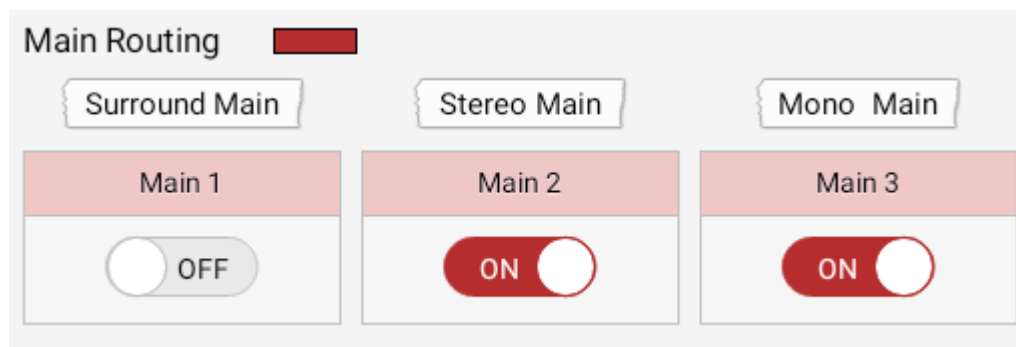 Main Routing
Surround Main Stereo Main Mono Main
Main 1 Main 2 Main 3
OFF ON ON